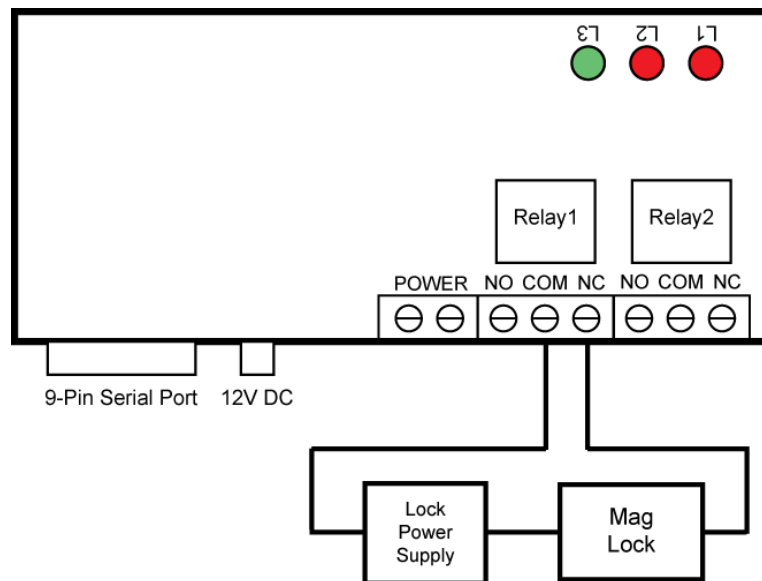 L3 L2 L1
Relay1 Relay2
POWER NO COM NC NO COM NC
9-Pin Serial Port 12V DC
Lock
Power
Supply
Mag
Lock